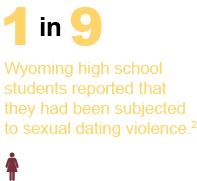 1 in 9
Wyoming high school
students reported that
they had been subjected
to sexual dating violence.²